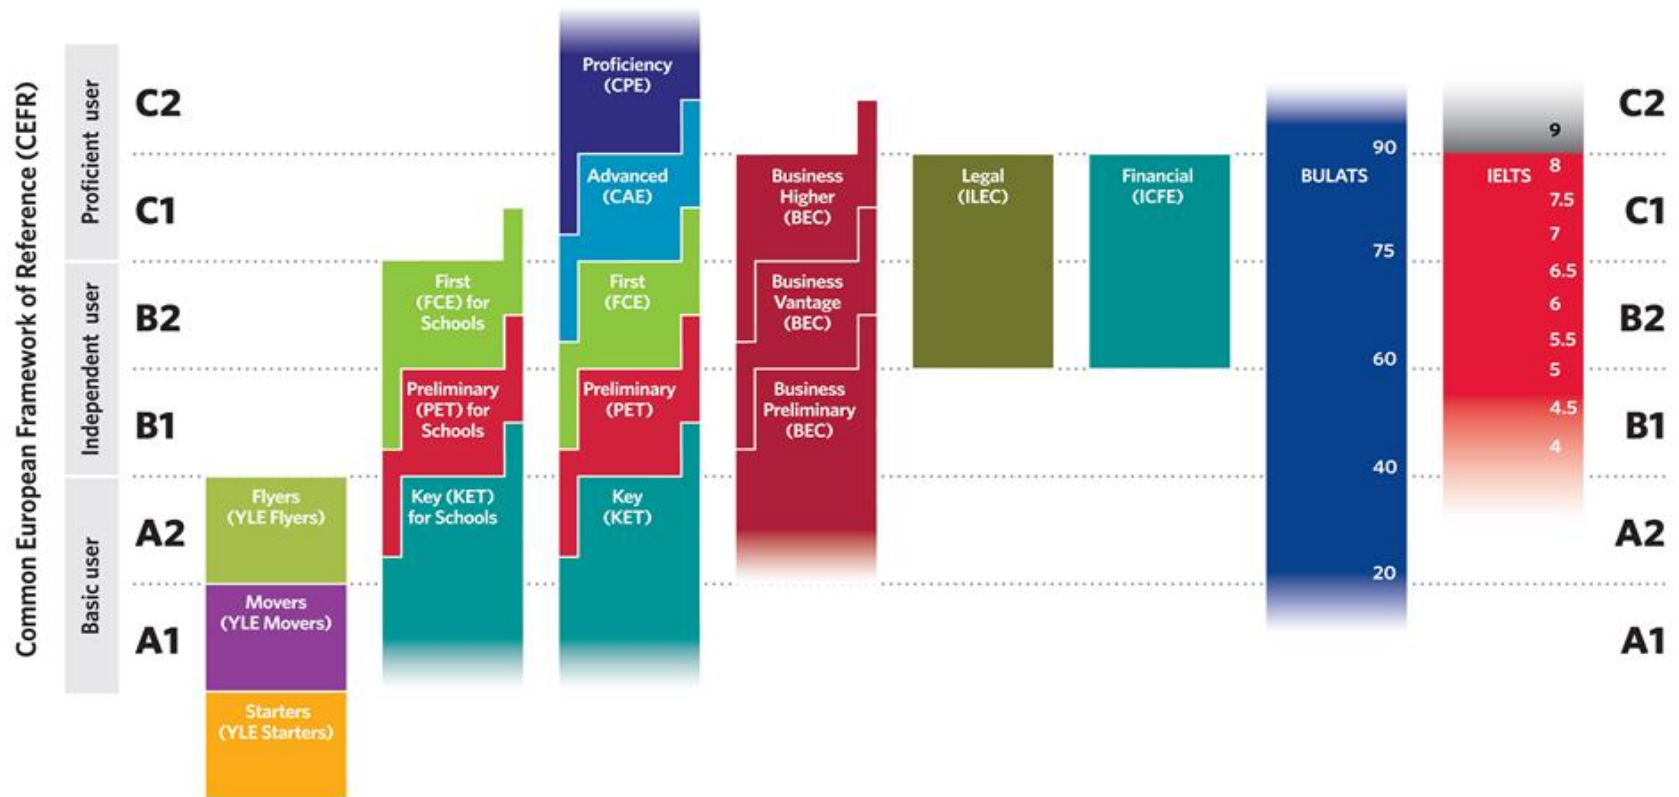 Common European Framework of Reference (CEFR)
Proficient user
Independent user
Basic user
C2
C1
B2
B1
A2
A1
Flyers
(YLE Flyers)
Movers
(YLE Movers)
Starters
(YLE Starters)
First
(FCE) for
Schools
Preliminary
(PET) for
Schools
Key (KET)
for Schools
Proficiency
(CPE)
Advanced
(CAE)
First
(FCE)
Preliminary
(PET)
Key
(KET)
Business
Higher
(BEC)
Business
Vantage
(BEC)
Business
Preliminary
(BEC)
Legal
(ILEC)
Financial
(ICFE)
BULATS
90
75
60
40
20
IELTS
9
8
7.5
7
6.5
6
5.5
5
4.5
4
C2
C1
B2
B1
A2
A1